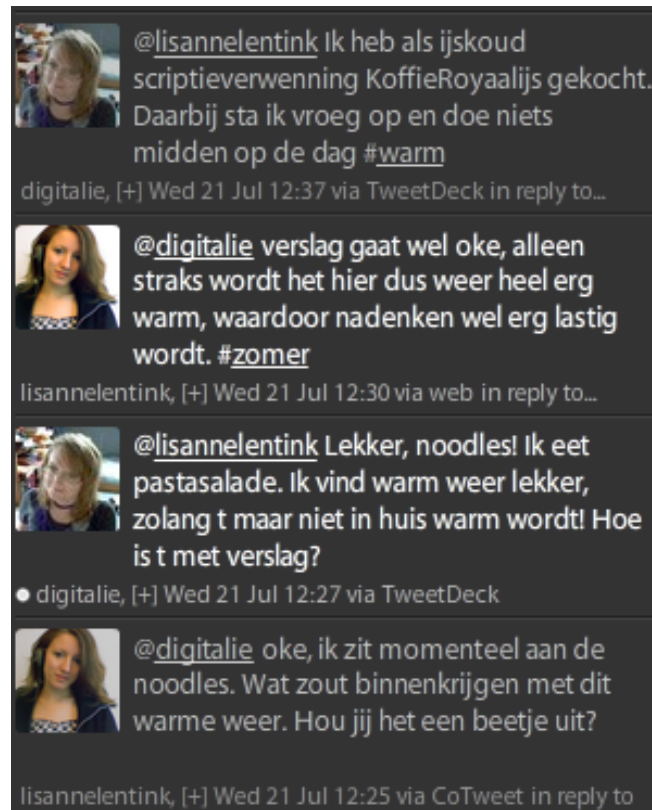 @lisannelentink Ik heb als ijskoud
scriptieverwenning KoffieRoyaalijs gekocht.
Daarbij sta ik vroeg op en doe niets
midden op de dag #warm
digitalie, [+] Wed 21 Jul 12:37 via TweetDeck in reply to...
@digitalie verslag gaat wel oke, alleen
straks wordt het hier dus weer heel erg
warm, waardoor nadenken wel erg lastig
wordt. #zomer
lisannelentink, [+] Wed 21 Jul 12:30 via web in reply to...
@lisannelentink Lekker, noodles! Ik eet
pastasalade. Ik vind warm weer lekker,
zolang t maar niet in huis warm wordt! Hoe
is t met verslag?
digitalie, [+] Wed 21 Jul 12:27 via TweetDeck
@digitalie oke, ik zit momenteel aan de
noodles. Wat zout binnenkrijgen met dit
warme weer. Hou jij het een beetje uit?
lisannelentink, [+] Wed 21 Jul 12:25 via CoTweet in reply to